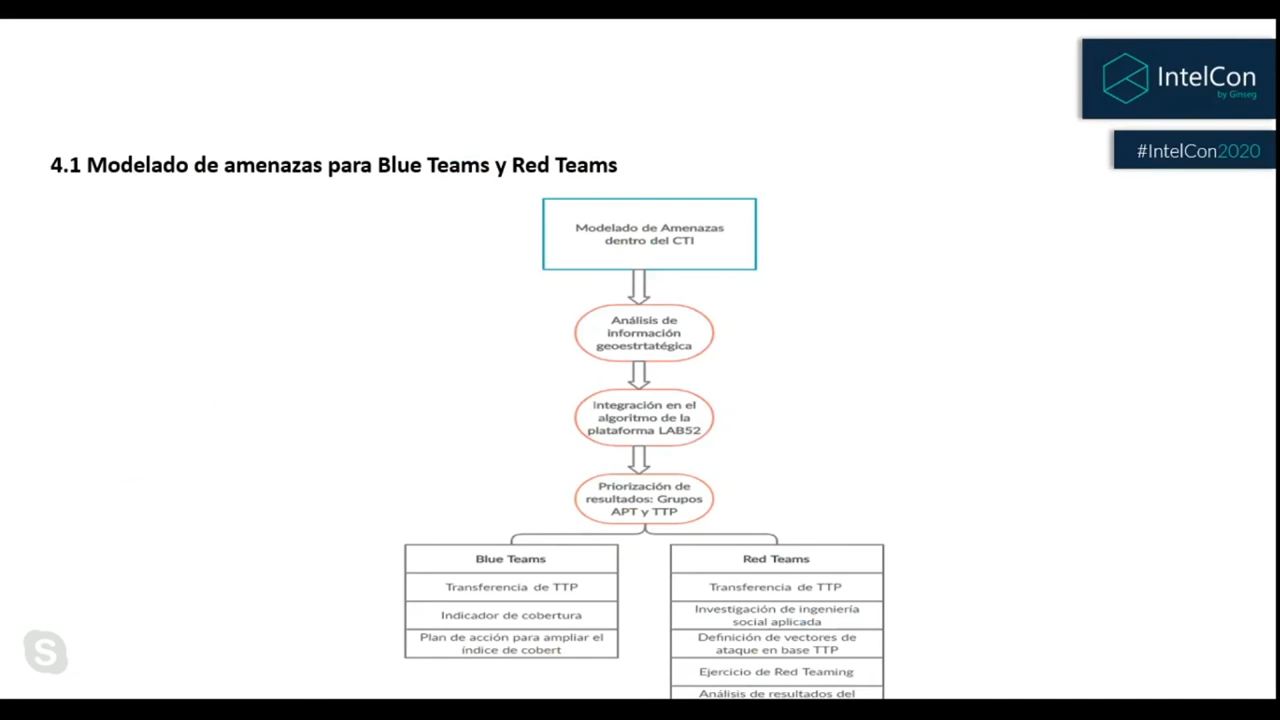 IntelCon
by Ginseg
#IntelCon2020
4.1 Modelado de amenazas para Blue Teams y Red Teams
Modelado de Amenazas
dentro del CTI
Análisis de
información
geoestrtatégica
Integración en el
algoritmo de la
plataforma LAB52
Priorización de
resultados: Grupos
APT y TTP
Blue Teams
Transferencia de TTP
Indicador de cobertura
Plan de acción para ampliar el
índice de cobert
Red Teams
Transferencia de TTP
Investigación de ingeniería
social aplicada
Definición de vectores de
ataque en base TTP
Ejercicio de Red Teaming
Análisis de resultados del
S